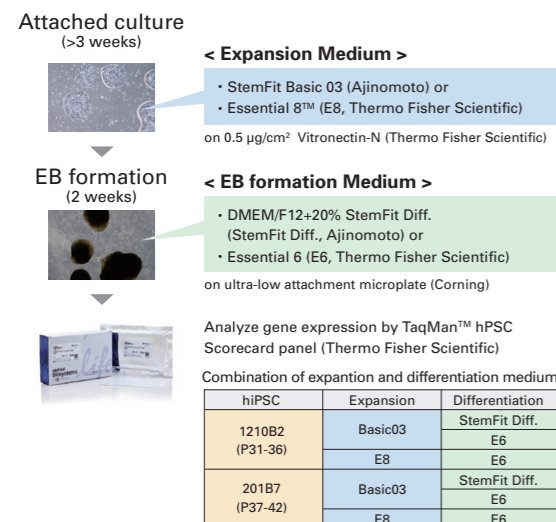 Attached culture
(>3 weeks)
< Expansion Medium >
・StemFit Basic 03 (Ajinomoto) or
・Essential 8™ (E8, Thermo Fisher Scientific)
on 0.5 μg/cm² Vitronectin-N (Thermo Fisher Scientific)
EB formation
(2 weeks)
< EB formation Medium >
・DMEM/F12+20% StemFit Diff.
(StemFit Diff., Ajinomoto) or
・Essential 6 (E6, Thermo Fisher Scientific)
on ultra-low attachment microplate (Corning)
Analyze gene expression by TaqMan™ hPSC
Scorecard panel (Thermo Fisher Scientific)
Combination of expantion and differentiation medium
hiPSC Expansion Differentiation
1210B2
(P31-36)
Basic03
StemFit Diff.
E6
E8 E6
201B7
(P37-42)
Basic03
StemFit Diff.
E6
E8 E6